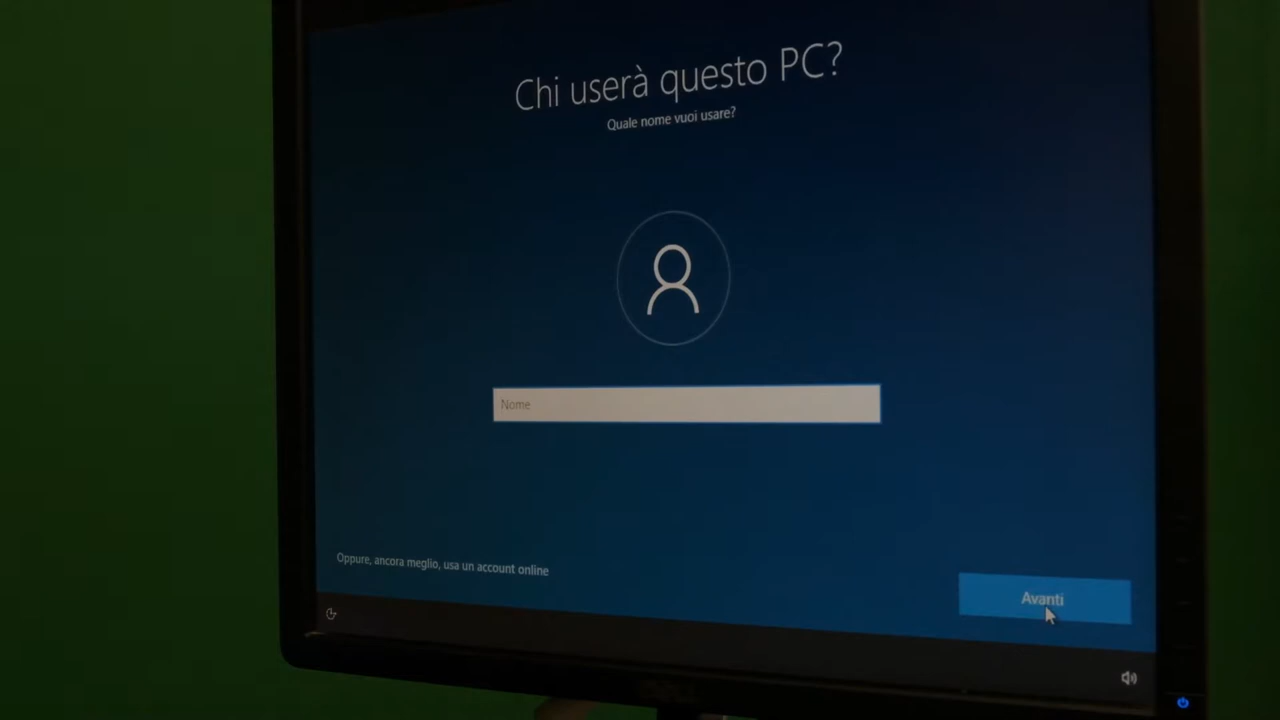 Chi userà questo PC?
Quale nome vuoi usare?
Nome
Oppure, ancora meglio, usa un account online
Avanti